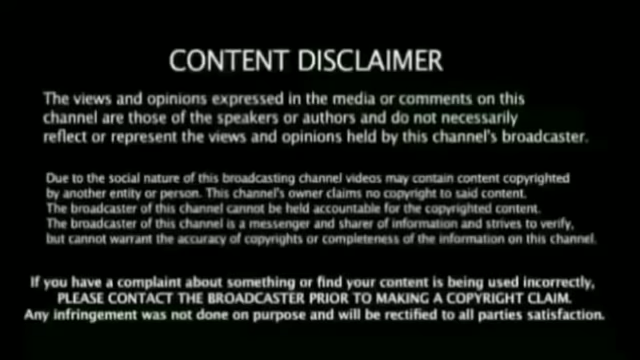 CONTENT DISCLAIMER
The views and opinions expressed in the media or comments on this
channel are those of the speakers or authors and do not necessarily
reflect or represent the views and opinions held by this channel's broadcaster.
Due to the social nature of this broadcasting channel videos may contain content copyrighted
by another entity or person. This channel's owner claims no copyright to said content.
The broadcaster of this channel cannot be held accountable for the copyrighted content.
The broadcaster of this channel is a messenger and sharer of information and strives to verify,
but cannot warrant the accuracy of copyrights or completeness of the information on this channel.
If you have a complaint about something or find your content is being used incorrectly,
PLEASE CONTACT THE BROADCASTER PRIOR TO MAKING A COPYRIGHT CLAIM.
Any infringement was not done on purpose and will be rectified to all parties satisfaction.